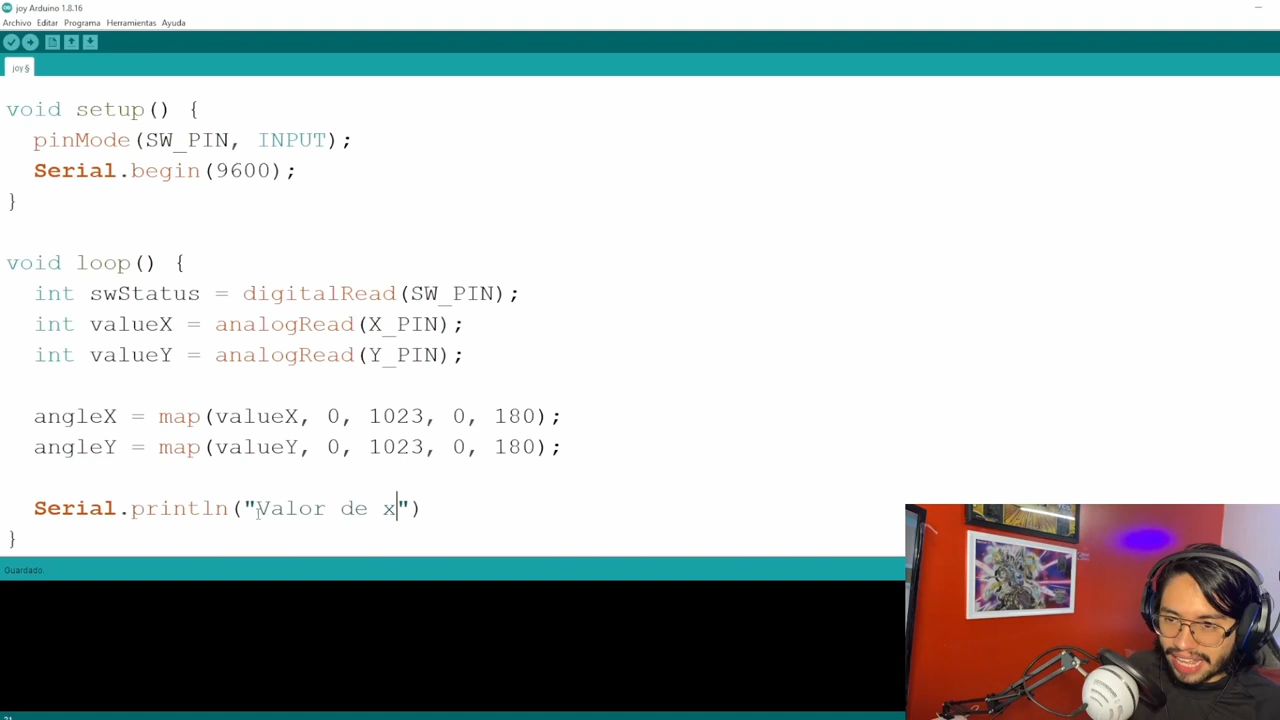 joy Arduino 1.8.16
Archivo Editar Programa Herramientas Ayuda
joy §
void setup() {
pinMode(SW_PIN, INPUT);
Serial.begin(9600);
}
void loop() {
int swStatus = digitalRead(SW_PIN);
int valueX = analogRead(X_PIN);
int valueY = analogRead(Y_PIN);
angleX = map(valueX, 0, 1023, 0, 180);
angleY = map(valueY, 0, 1023, 0, 180);
Serial.println("Valor de x")
}
Guardado.